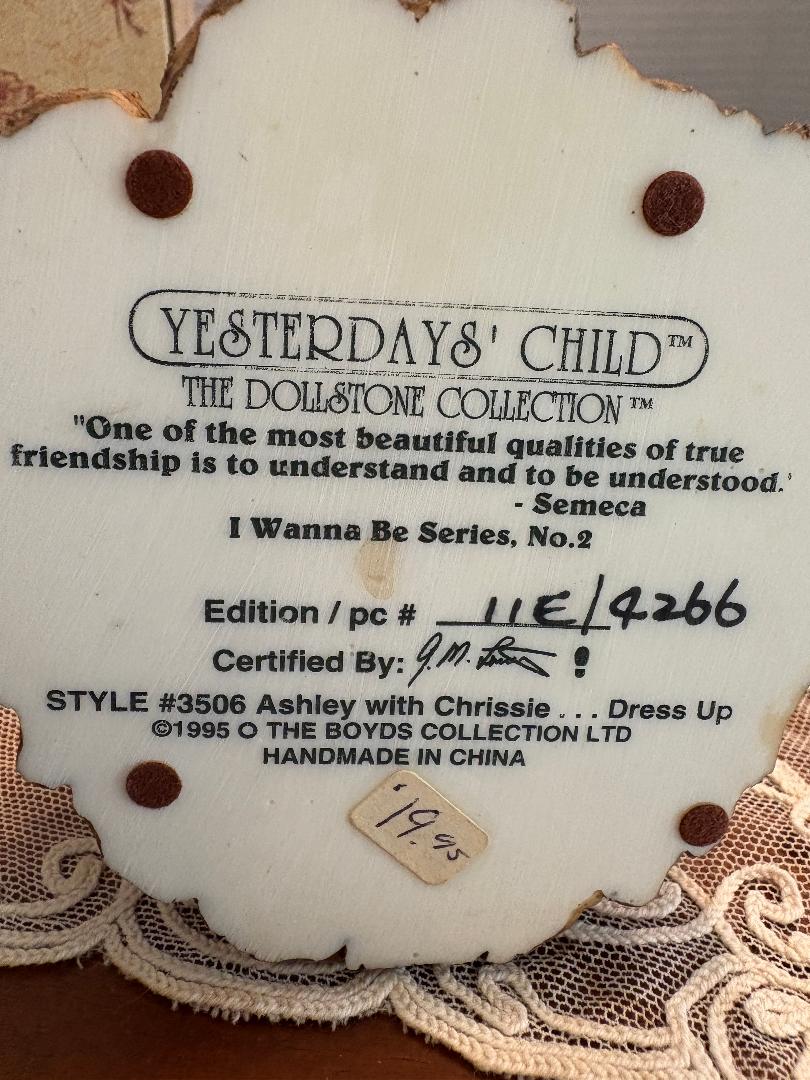 YESTERDAYS' CHILD™
THE DOLLSTONE COLLECTION™
"One of the most beautiful qualities of true
friendship is to understand and to be understood.'
- Semeca
I Wanna Be Series, No.2
Edition / pc # 11E/4266
Certified By: G.M. !
STYLE #3506 Ashley with Chrissie . . . Dress Up
©1995 O THE BOYDS COLLECTION LTD
HANDMADE IN CHINA
'19.95